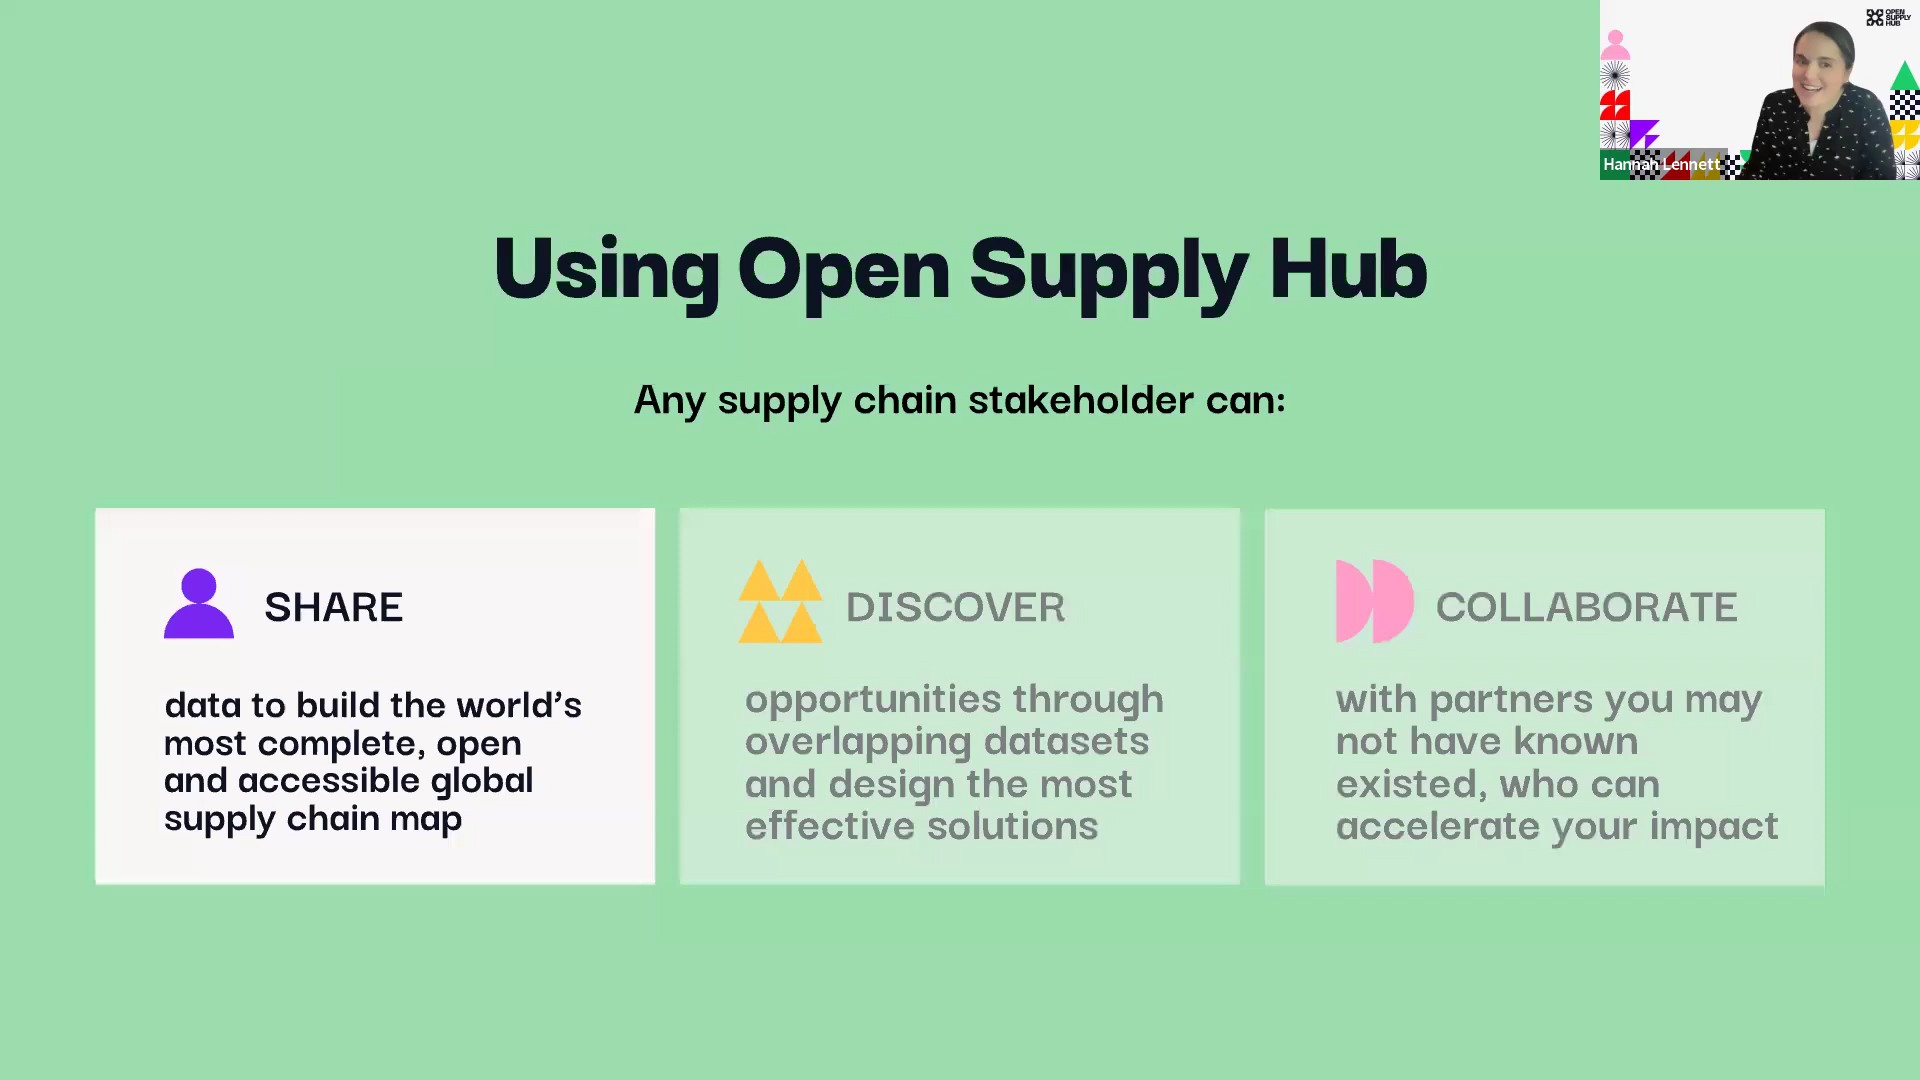 OPEN
SUPPLY
HUB
Hannah Lennett
Using Open Supply Hub
Any supply chain stakeholder can:
SHARE
data to build the world’s
most complete, open
and accessible global
supply chain map
DISCOVER
opportunities through
overlapping datasets
and design the most
effective solutions
COLLABORATE
with partners you may
not have known
existed, who can
accelerate your impact